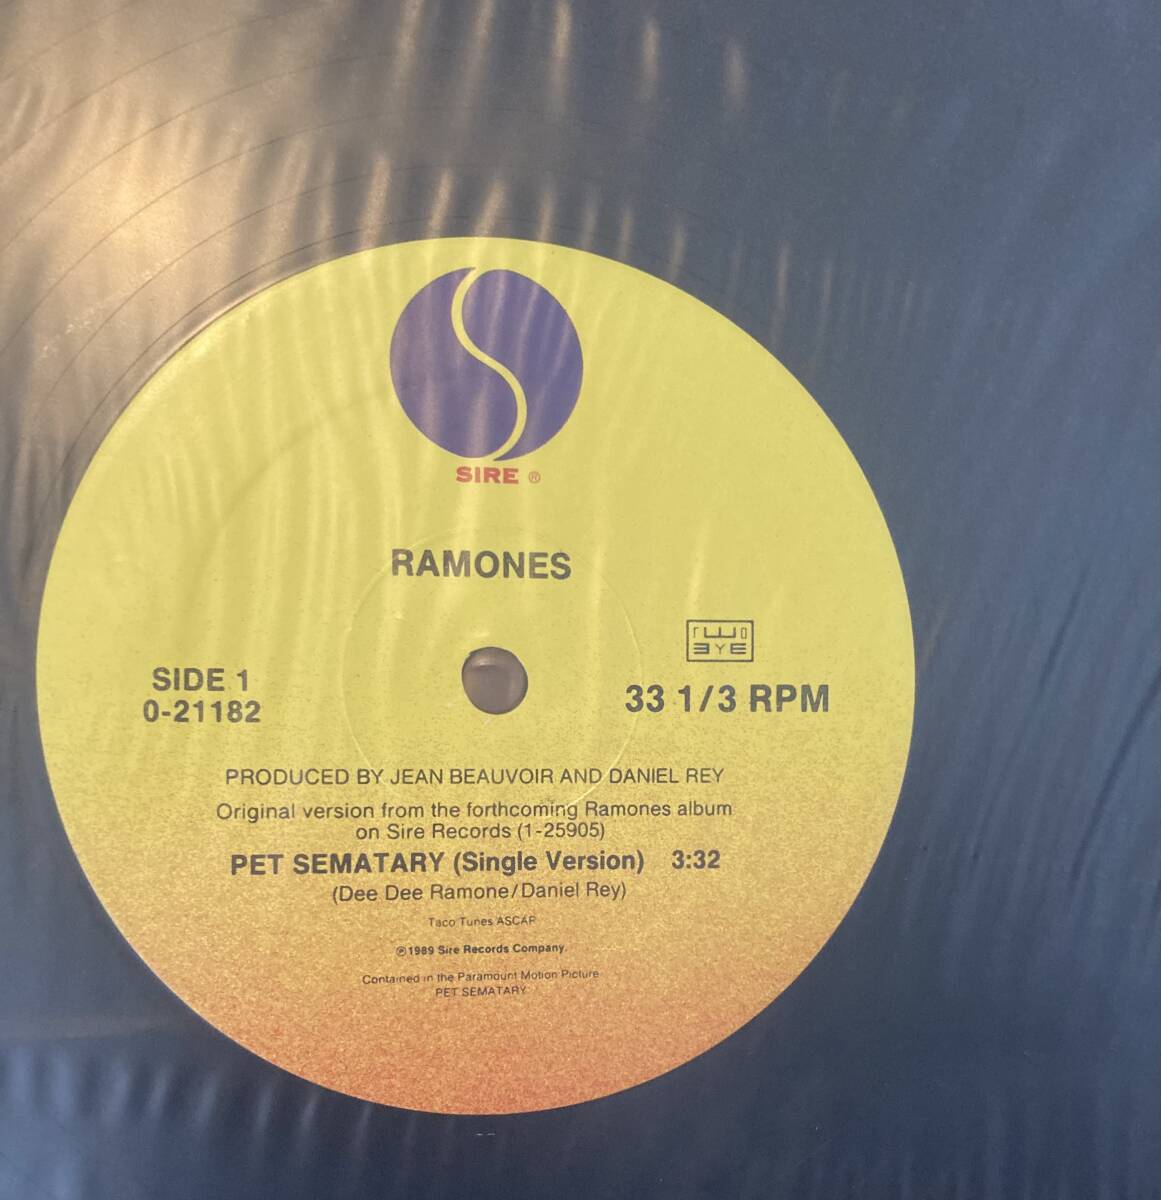 SIRE ®
RAMONES
TWO
EYE
SIDE 1
0-21182
33 1/3 RPM
PRODUCED BY JEAN BEAUVOIR AND DANIEL REY
Original version from the forthcoming Ramones album
on Sire Records (1-25905)
PET SEMATARY (Single Version) 3:32
(Dee Dee Ramone/Daniel Rey)
Taco Tunes ASCAP
℗1989 Sire Records Company.
Contained in the Paramount Motion Picture
PET SEMATARY